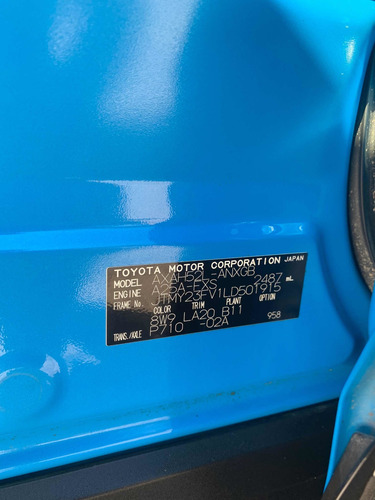 TOYOTA MOTOR CORPORATION JAPAN
MODEL AXAH52L-ANXGB
ENGINE A25A-FXS 2487 mL
FRAME No. JTMY23FV1LD501915
COLOR TRIM PLANT OPTION
8W9 LA20 B11 958
TRANS./AXLE P710 -02A